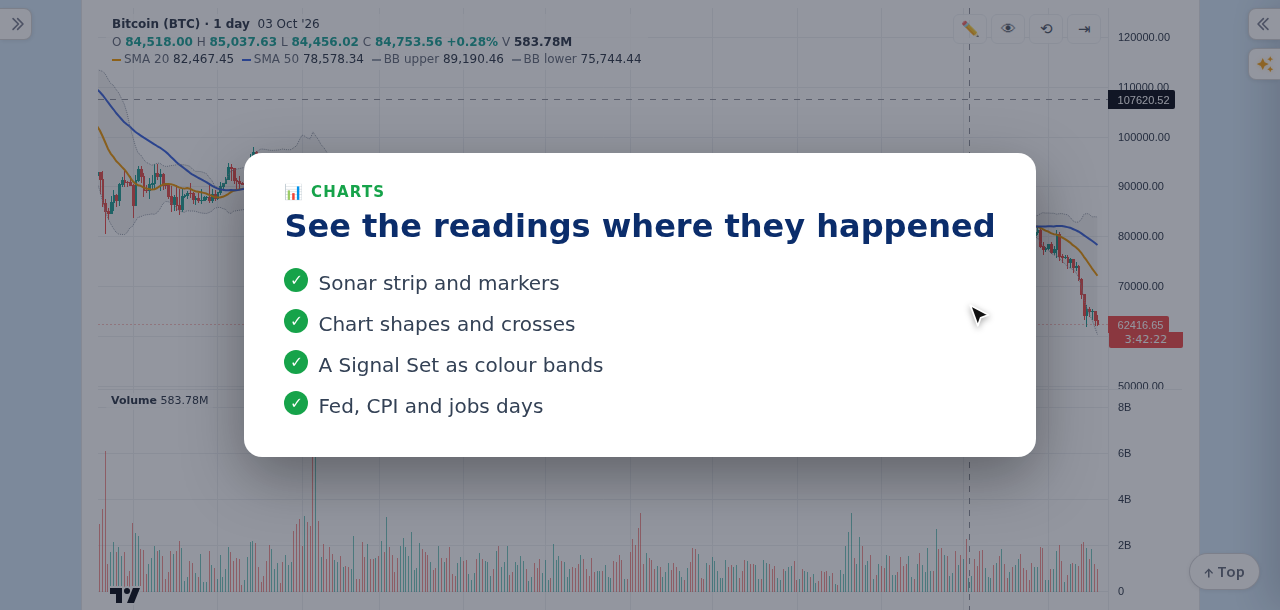 Bitcoin (BTC) · 1 day 03 Oct '26
O 84,518.00 H 85,037.63 L 84,456.02 C 84,753.56 +0.28% V 583.78M
SMA 20 82,467.45 SMA 50 78,578.34 BB upper 89,190.46 BB lower 75,744.44
120000.00
110000.00
107620.52
100000.00
90000.00
80000.00
70000.00
62416.65
3:42:22
50000.00
📊 CHARTS
See the readings where they happened
✓ Sonar strip and markers
✓ Chart shapes and crosses
✓ A Signal Set as colour bands
✓ Fed, CPI and jobs days
Volume 583.78M
8B
6B
4B
2B
0
↑ Top